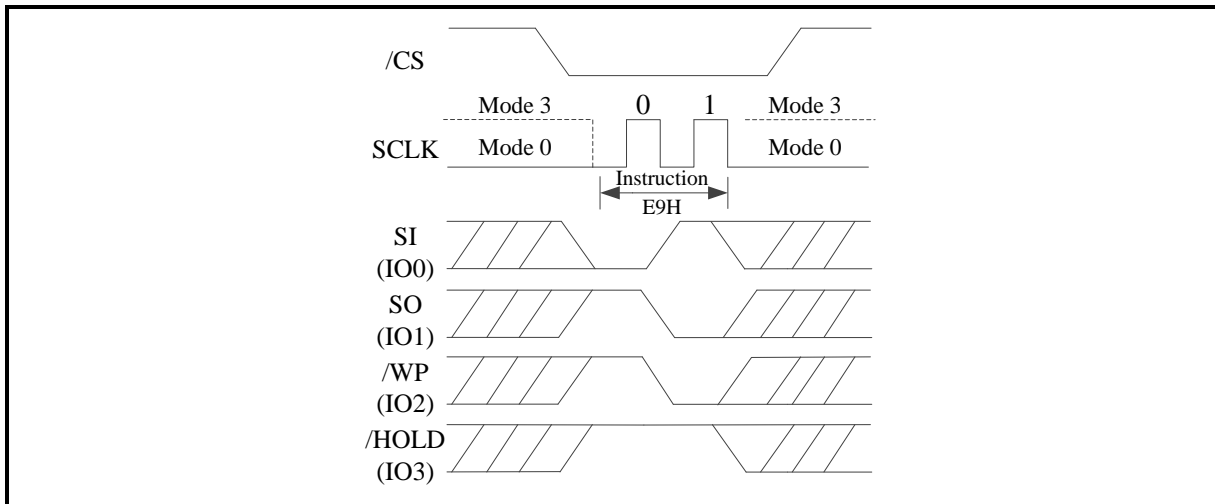 /CS
Mode 3 0 1 Mode 3
SCLK Mode 0 Mode 0
Instruction
E9H
SI
(IO0)
SO
(IO1)
/WP
(IO2)
/HOLD
(IO3)